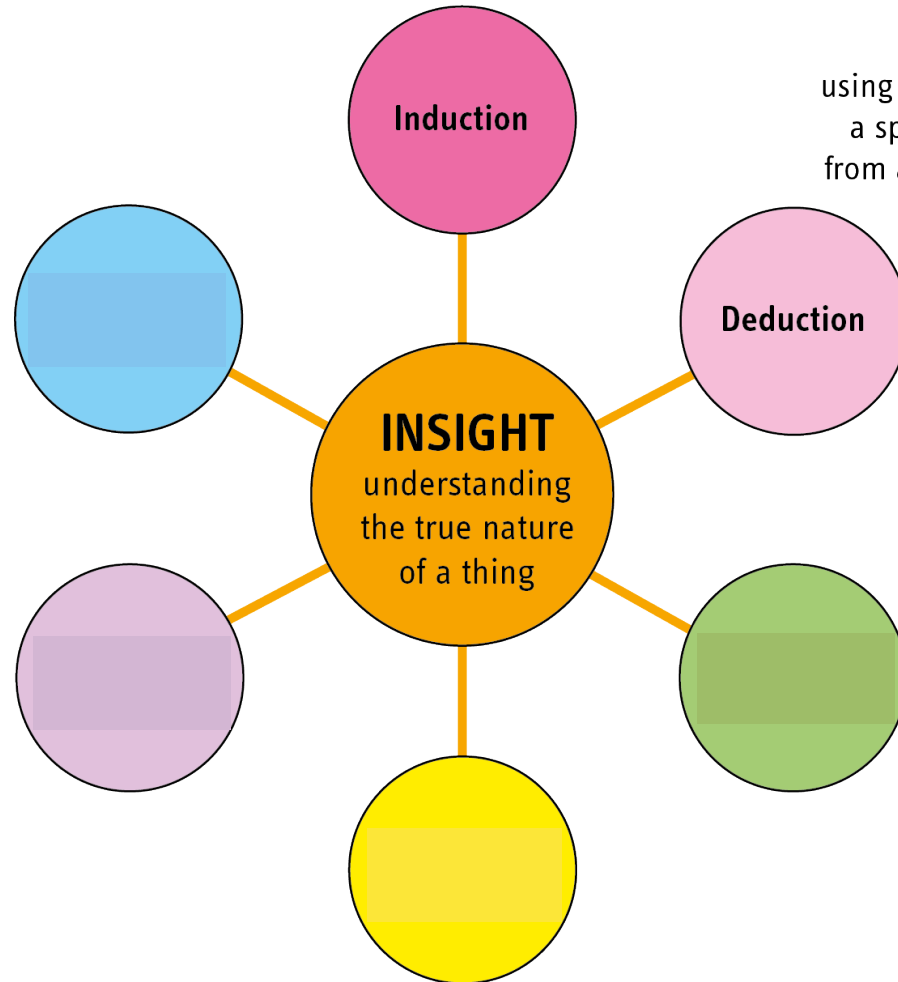 Induction
using
a sp
from a
Deduction
INSIGHT
understanding
the true nature
of a thing